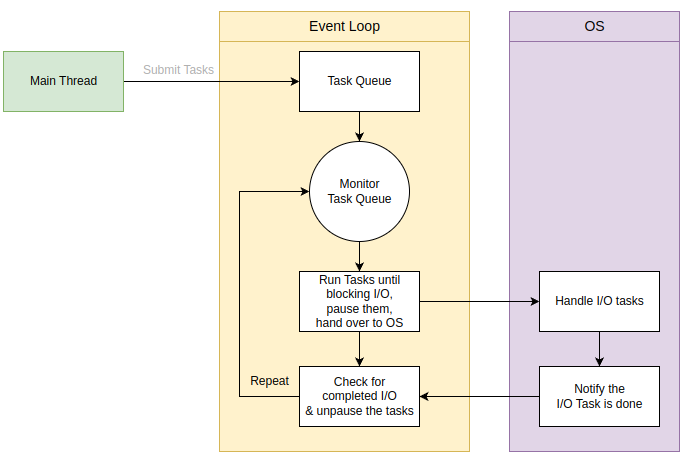 Event Loop
OS
Main Thread
Submit Tasks
Task Queue
Monitor
Task Queue
Run Tasks until
blocking I/O,
pause them,
hand over to OS
Handle I/O tasks
Repeat
Check for
completed I/O
& unpause the tasks
Notify the
I/O Task is done